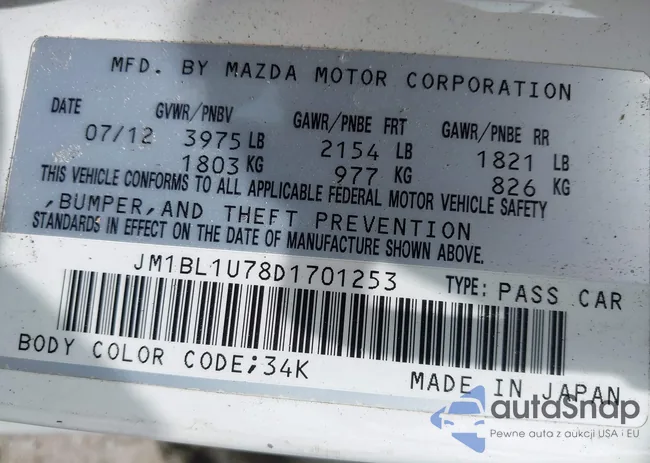 MFD. BY MAZDA MOTOR CORPORATION
DATE GVWR/PNBV GAWR/PNBE FRT GAWR/PNBE RR
07/12 3975 LB 2154 LB 1821 LB
1803 KG 977 KG 826 KG
THIS VEHICLE CONFORMS TO ALL APPLICABLE FEDERAL MOTOR VEHICLE SAFETY
,BUMPER,AND THEFT PREVENTION
STANDARDS IN EFFECT ON THE DATE OF MANUFACTURE SHOWN ABOVE.
JM1BL1U78D1701253 TYPE: PASS CAR
BODY COLOR CODE;34K
MADE IN JAPAN
autoSnap
Pewne auta z aukcji USA i EU